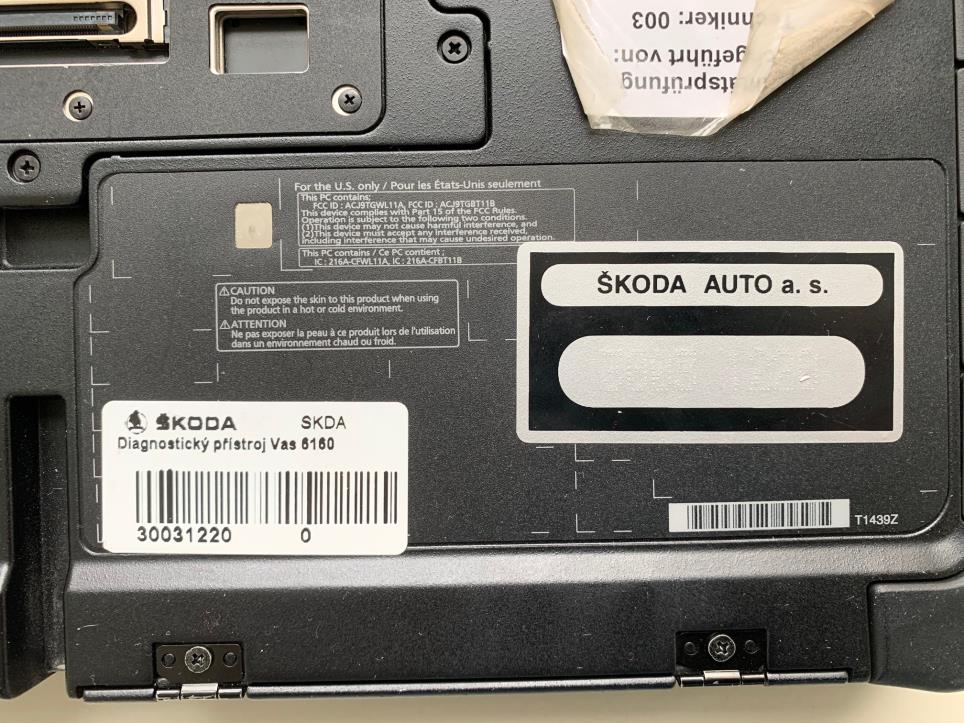 chniker: 003
geführt von:
ätsprüfung
For the U.S. only / Pour les États-Unis seulement
This PC contains;
FCC ID : ACJ9TGWL11A, FCC ID : ACJ9TGBT11B
This device complies with Part 15 of the FCC Rules.
Operation is subject to the following two conditions.
(1)This device may not cause harmful interference, and
(2)This device must accept any interference received,
including interference that may cause undesired operation.
This PC contains / Ce PC contient ;
IC : 216A-CFWL11A, IC : 216A-CFBT11B
⚠CAUTION
Do not expose the skin to this product when using
the product in a hot or cold environment.
⚠ATTENTION
Ne pas exposer la peau à ce produit lors de l'utilisation
dans un environnement chaud ou froid.
ŠKODA AUTO a. s.
ŠKODA SKDA
Diagnostický přístroj Vas 6160
30031220 0
T1439Z